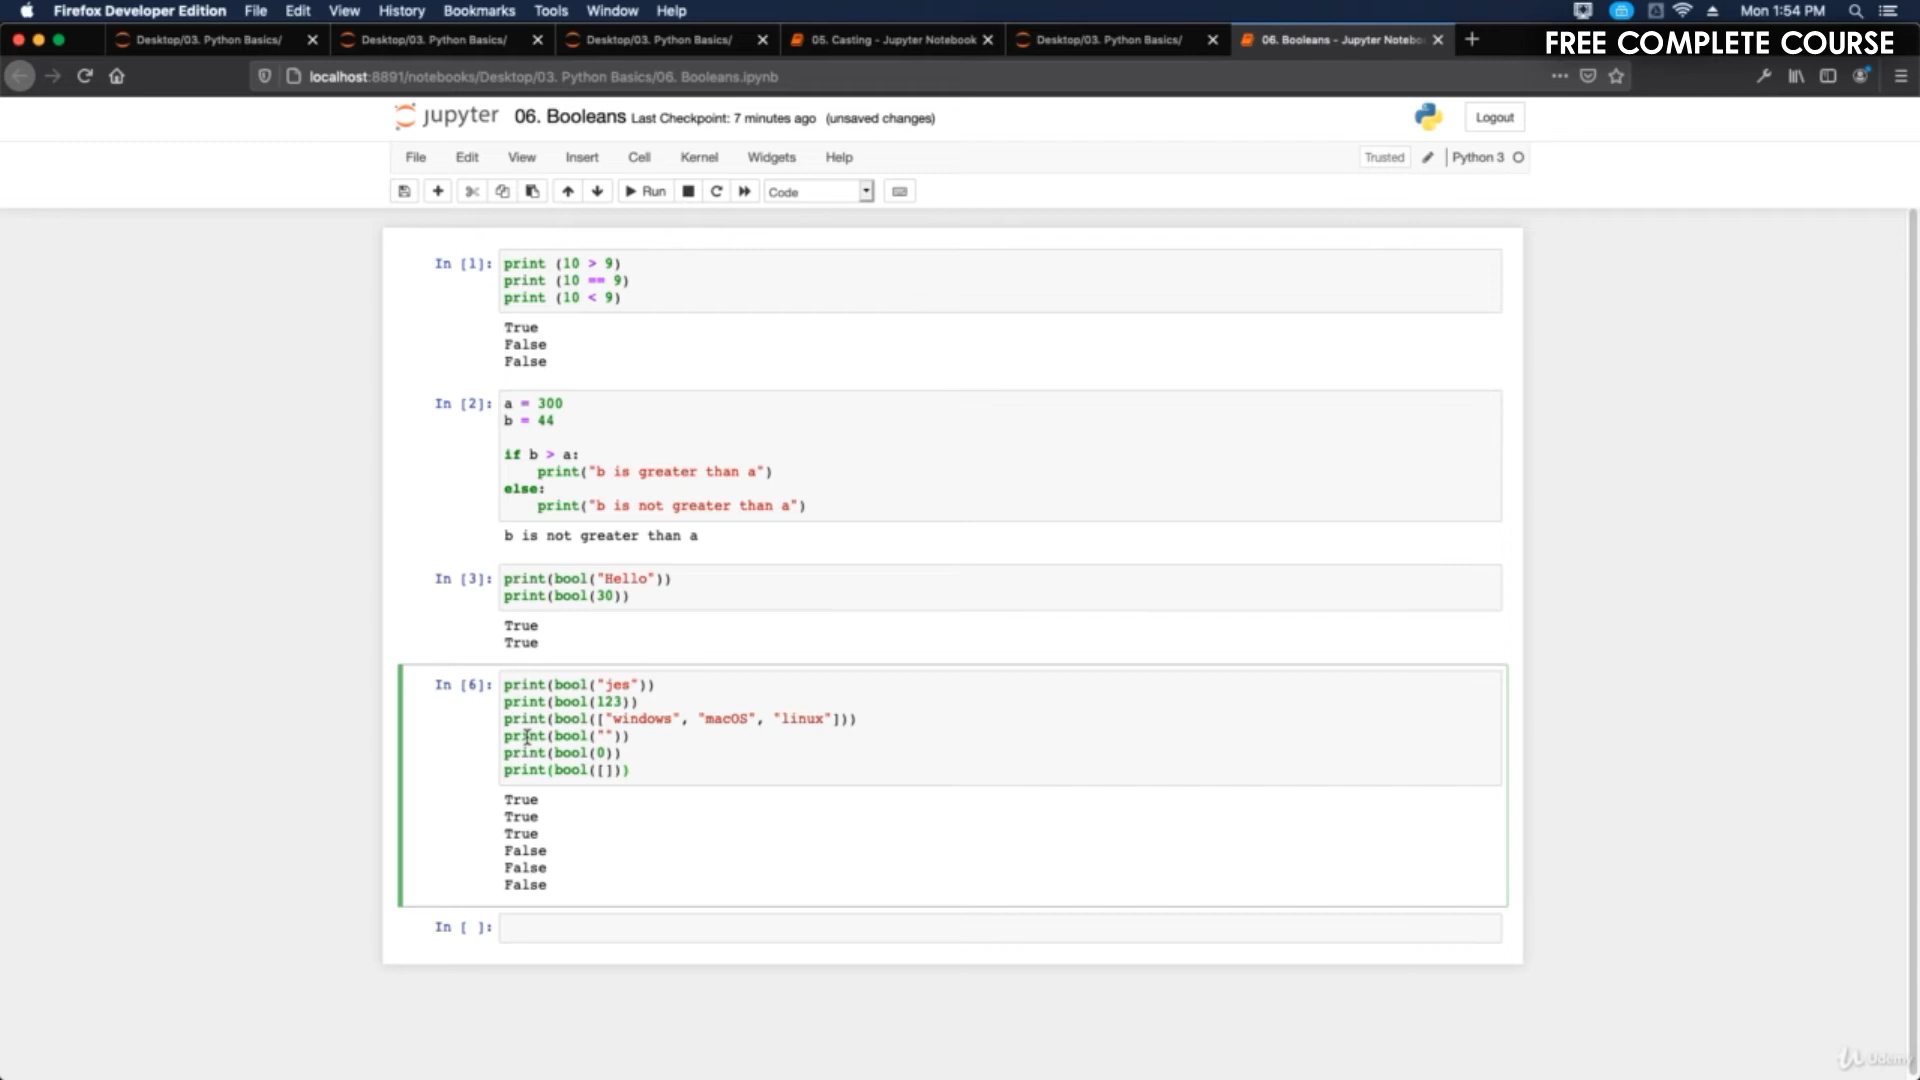 Firefox Developer Edition File Edit View History Bookmarks Tools Window Help Mon 1:54 PM
Desktop/03. Python Basics/ Desktop/03. Python Basics/ Desktop/03. Python Basics/ 05. Casting - Jupyter Notebook Desktop/03. Python Basics/ 06. Booleans - Jupyter Notebo
FREE COMPLETE COURSE
localhost:8891/notebooks/Desktop/03. Python Basics/06. Booleans.ipynb
jupyter 06. Booleans Last Checkpoint: 7 minutes ago (unsaved changes) Logout
File Edit View Insert Cell Kernel Widgets Help Trusted Python 3
Run Code
In [1]: print (10 > 9)
print (10 == 9)
print (10 < 9)
True
False
False
In [2]: a = 300
b = 44
if b > a:
print("b is greater than a")
else:
print("b is not greater than a")
b is not greater than a
In [3]: print(bool("Hello"))
print(bool(30))
True
True
In [6]: print(bool("jes"))
print(bool(123))
print(bool(["windows", "macOS", "linux"]))
print(bool(""))
print(bool(0))
print(bool([]))
True
True
True
False
False
False
In [ ]:
Udemy